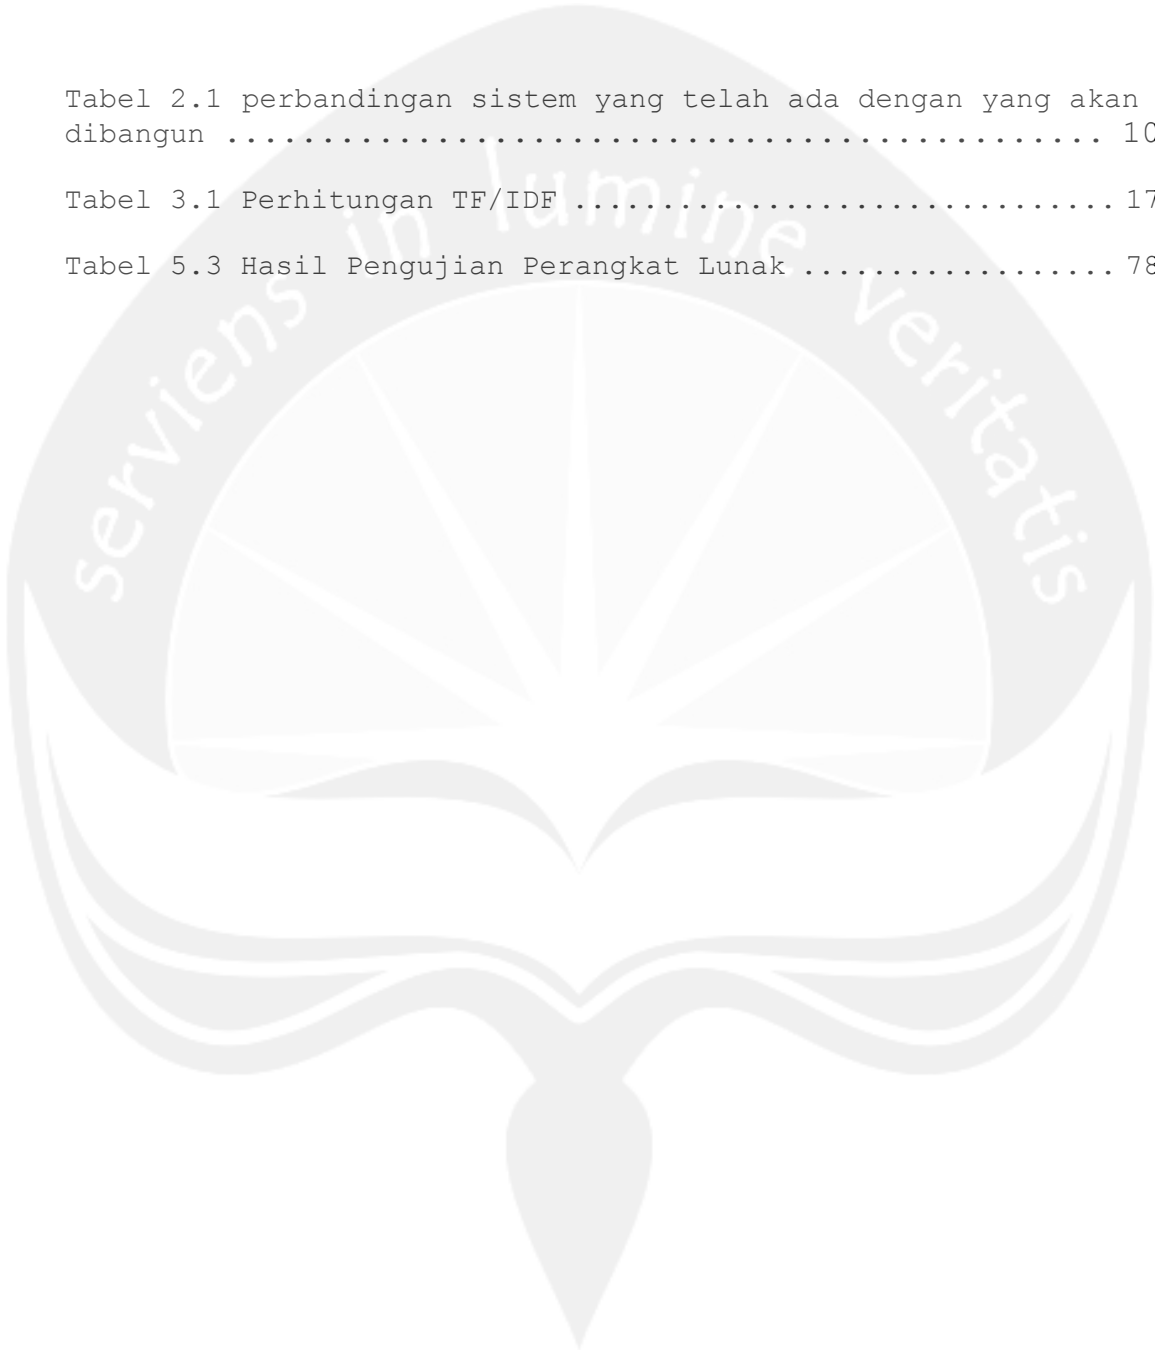 Tabel 2.1 perbandingan sistem yang telah ada dengan yang akan
dibangun ................................................ 10
Tabel 3.1 Perhitungan TF/IDF ............................... 17
Tabel 5.3 Hasil Pengujian Perangkat Lunak .................. 78
serviens in lumine veritatis